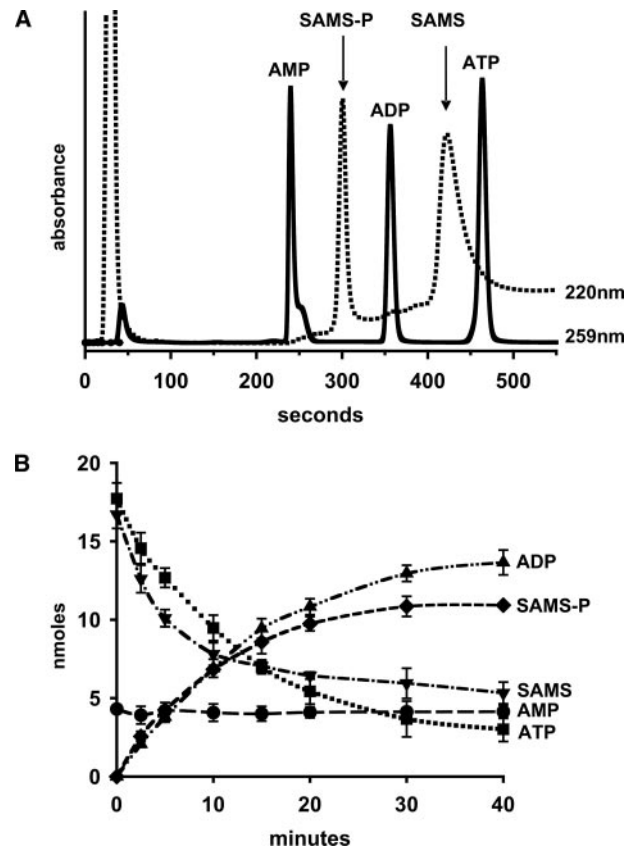 A
SAMS-P
SAMS
AMP
ADP
ATP
absorbance
220nm
259nm
0
100
200
300
400
500
seconds
B
20
15
10
5
0
nmoles
ADP
SAMS-P
SAMS
AMP
ATP
0
10
20
30
40
minutes